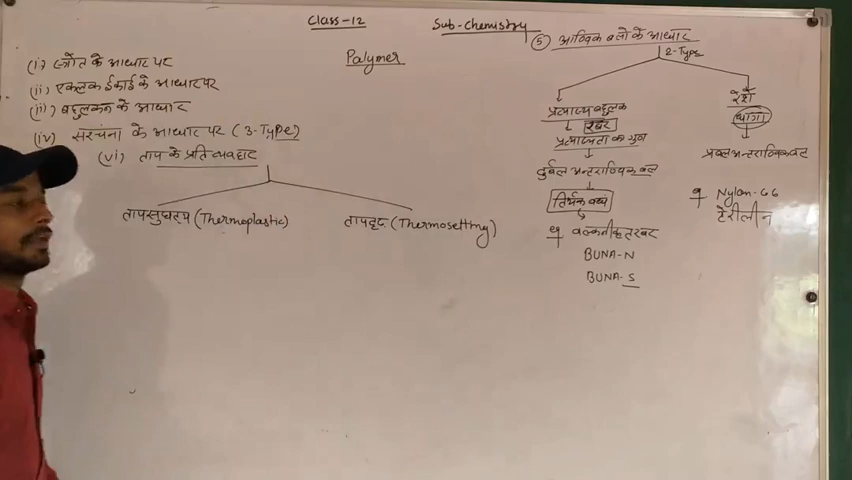 Class-12
Sub-Chemistry
Palymer
(i) स्त्रोत के आधार पर
(ii) एकलक ईकाई के आधार पर
(iii) बहुलकन के आधार
(iv) संरचना के आधार पर (3-Type)
(vi) ताप के प्रति व्यवहार
तापसुघट्य (Thermoplastic)
तापदृढ़ (Thermosetting)
(5) आण्विक बलो के आधार
2-Type
प्रत्यास्थ बहुलक
रबर
प्रत्यास्थता का गुण
दुर्बल अन्तराण्विक बल
तिर्यक बन्ध
eg वल्कनीकृत रबर
BUNA-N
BUNA-S
रेशे
धागा
प्रबल अन्तराण्विक बल
eg Nylon-66
टेरीलीन